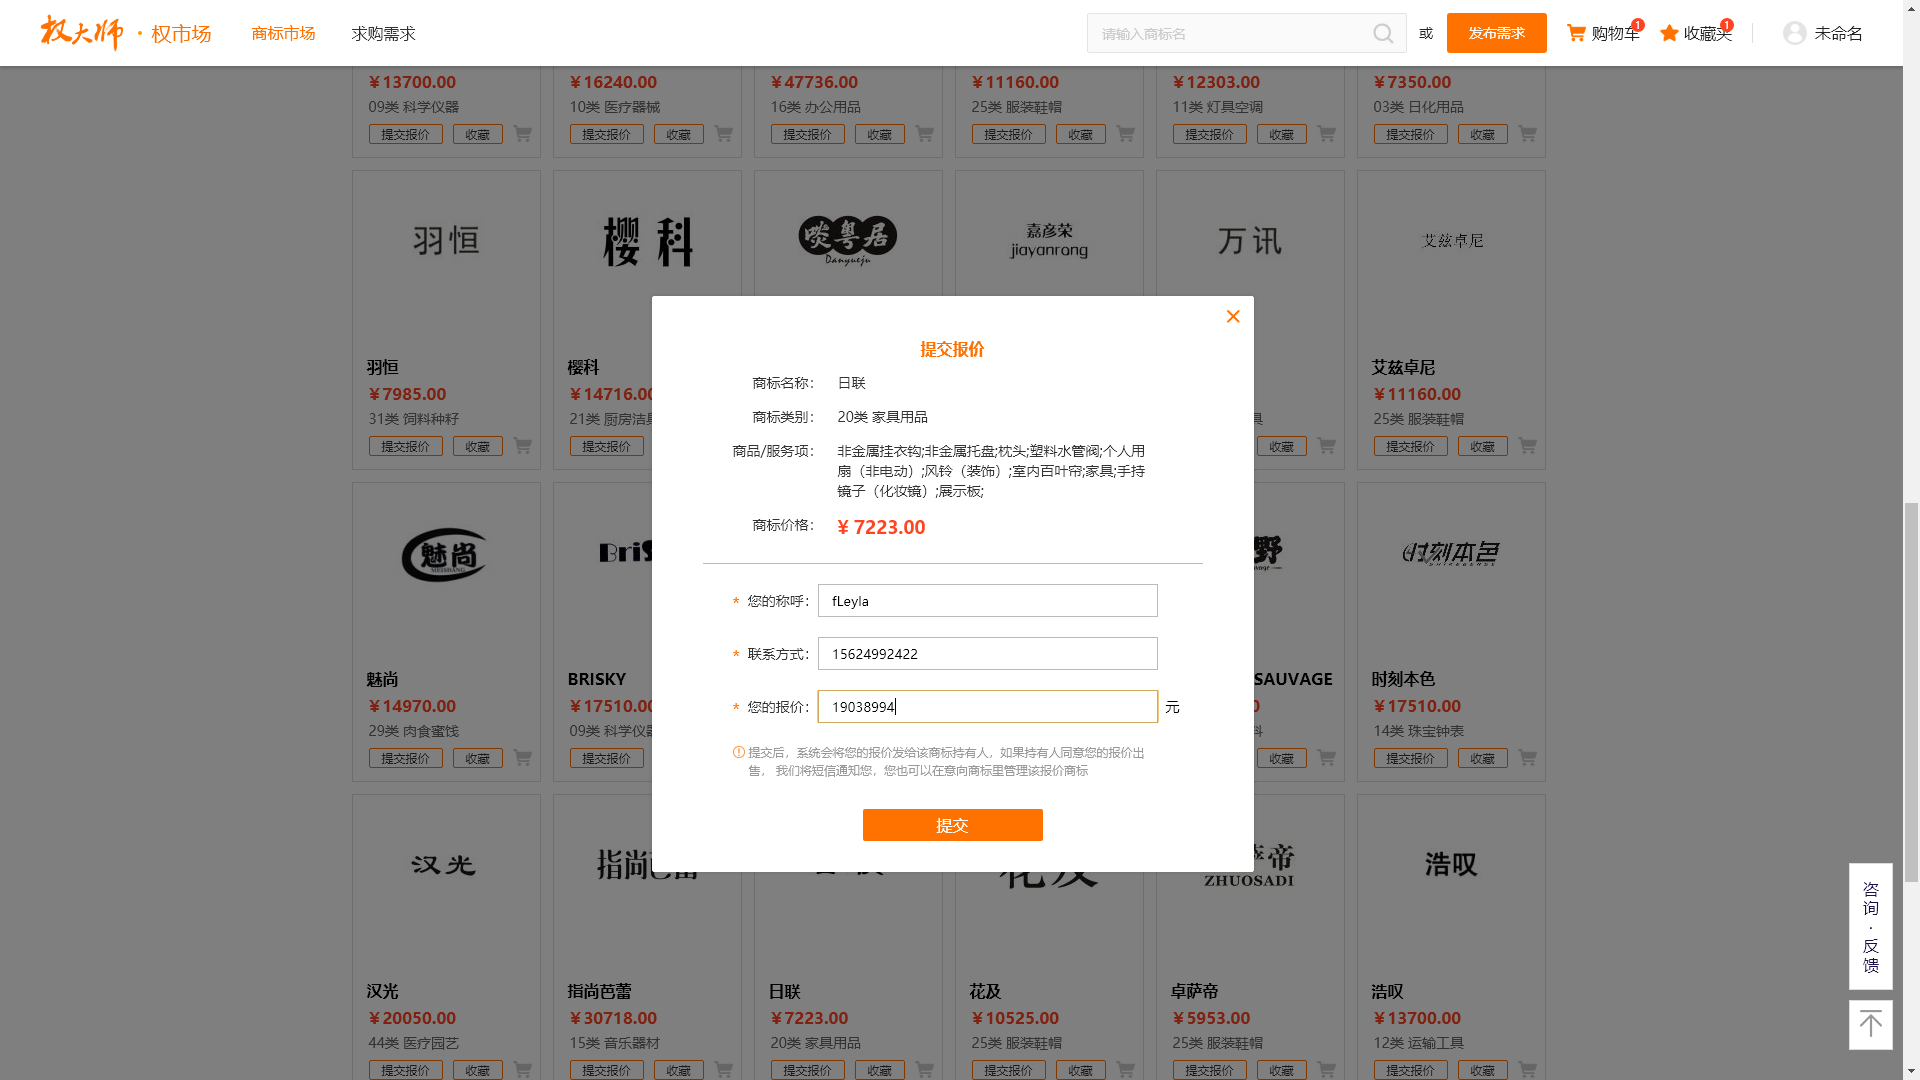 权大师 · 权市场 商标市场 求购需求 请输入商标名 或 发布需求 购物车 1 收藏夹 1 未命名
¥13700.00 ¥16240.00 ¥47736.00 ¥11160.00 ¥12303.00 ¥7350.00
09类 科学仪器 10类 医疗器械 16类 办公用品 25类 服装鞋帽 11类 灯具空调 03类 日化用品
提交报价 收藏 提交报价 收藏 提交报价 收藏 提交报价 收藏 提交报价 收藏 提交报价 收藏
羽恒 樱科 啖粤居 嘉彦荣 万讯 艾兹卓尼
Danyueju jiayanrong
羽恒 樱科 艾兹卓尼
¥7985.00 ¥14716.00 ¥11160.00
31类 饲料种籽 21类 厨房洁具 25类 服装鞋帽
提交报价 收藏 提交报价 收藏 提交报价 收藏
提交报价
商标名称： 日联
商标类别： 20类 家具用品
商品/服务项： 非金属挂衣钩;非金属托盘;枕头;塑料水管阀;个人用
扇（非电动）;风铃（装饰）;室内百叶帘;家具;手持
镜子（化妆镜）;展示板;
商标价格： ¥ 7223.00
* 您的称呼： fLeyla
* 联系方式： 15624992422
* 您的报价： 19038994 元
提交后，系统会将您的报价发给该商标持有人，如果持有人同意您的报价出
售， 我们将短信通知您，您也可以在意向商标里管理该报价商标
提交
魅尚 BriS 野 时刻本色
MEISHANG
魅尚 BRISKY SAUVAGE 时刻本色
¥14970.00 ¥17510.00 0 ¥17510.00
29类 肉食蜜饯 09类 科学仪器 料 14类 珠宝钟表
提交报价 收藏 提交报价 收藏 提交报价 收藏
汉光 指尚芭蕾 花及 萨帝 浩叹
ZHUOSADI
汉光 指尚芭蕾 日联 花及 卓萨帝 浩叹
¥20050.00 ¥30718.00 ¥7223.00 ¥10525.00 ¥5953.00 ¥13700.00
44类 医疗园艺 15类 音乐器材 20类 家具用品 25类 服装鞋帽 25类 服装鞋帽 12类 运输工具
提交报价 收藏 提交报价 收藏 提交报价 收藏 提交报价 收藏 提交报价 收藏 提交报价 收藏
咨询·反馈